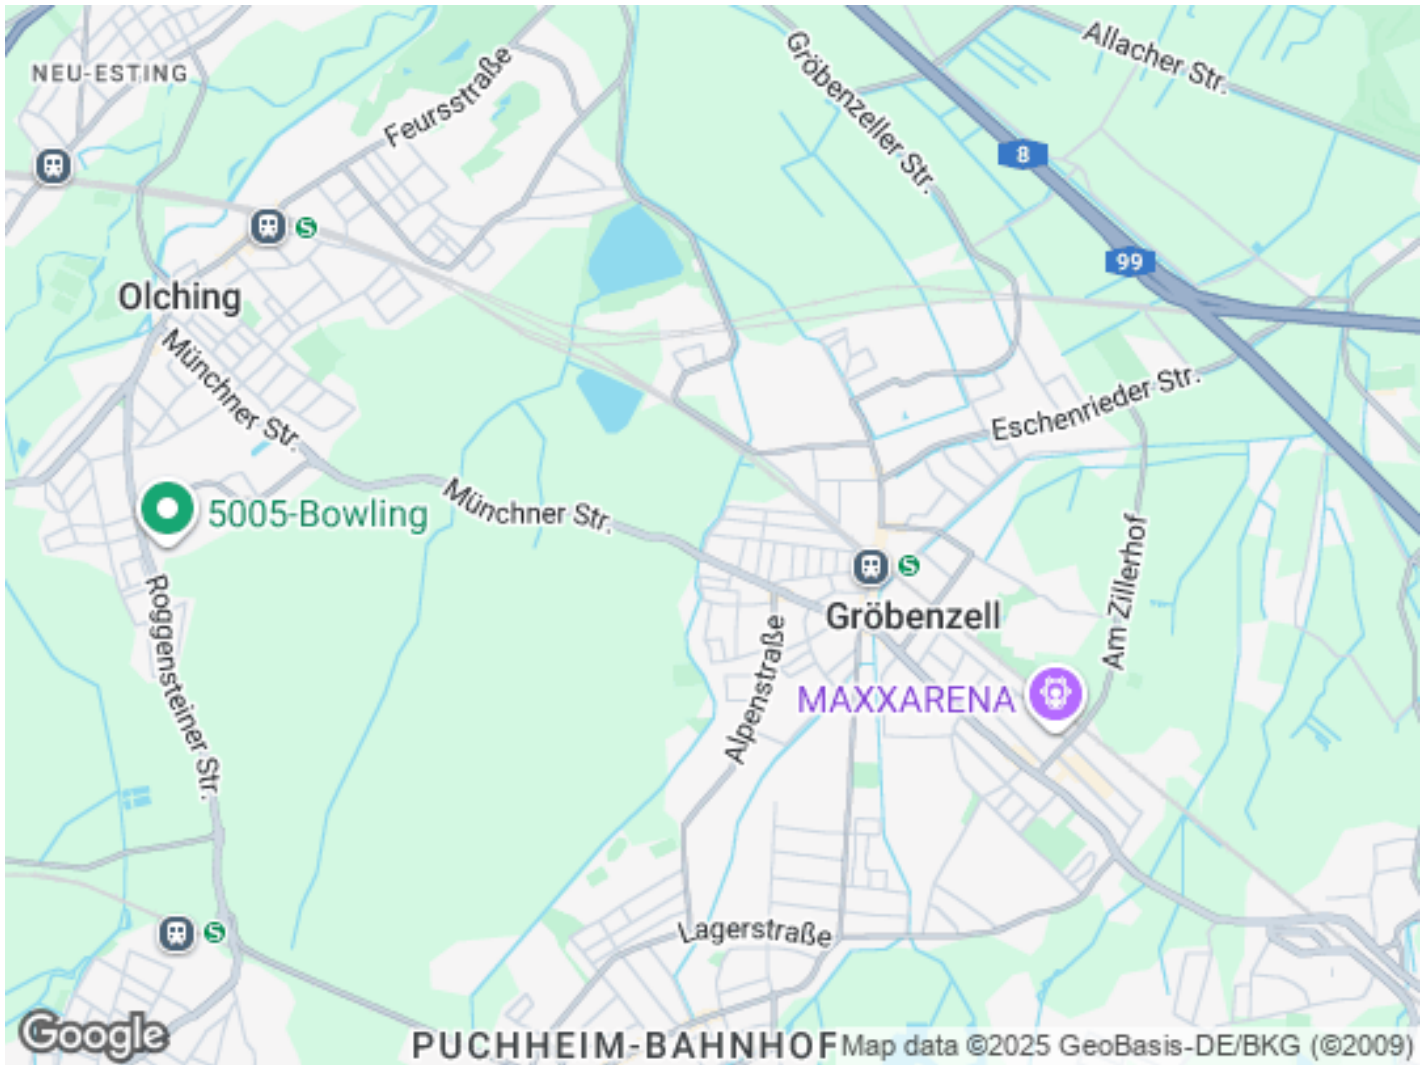 Allacher Str.
Gröbenzeller Str.
NEU-ESTING
Feursstraße
8
S
99
Olching
Münchner Str.
Eschenrieder Str.
Münchner Str.
5005-Bowling
Am Zillerhof
S
Gröbenzell
Roggensteiner Str.
Alpenstraße
MAXXARENA
S
Lagerstraße
Google
PUCHHEIM-BAHNHOF
Map data ©2025 GeoBasis-DE/BKG (©2009)